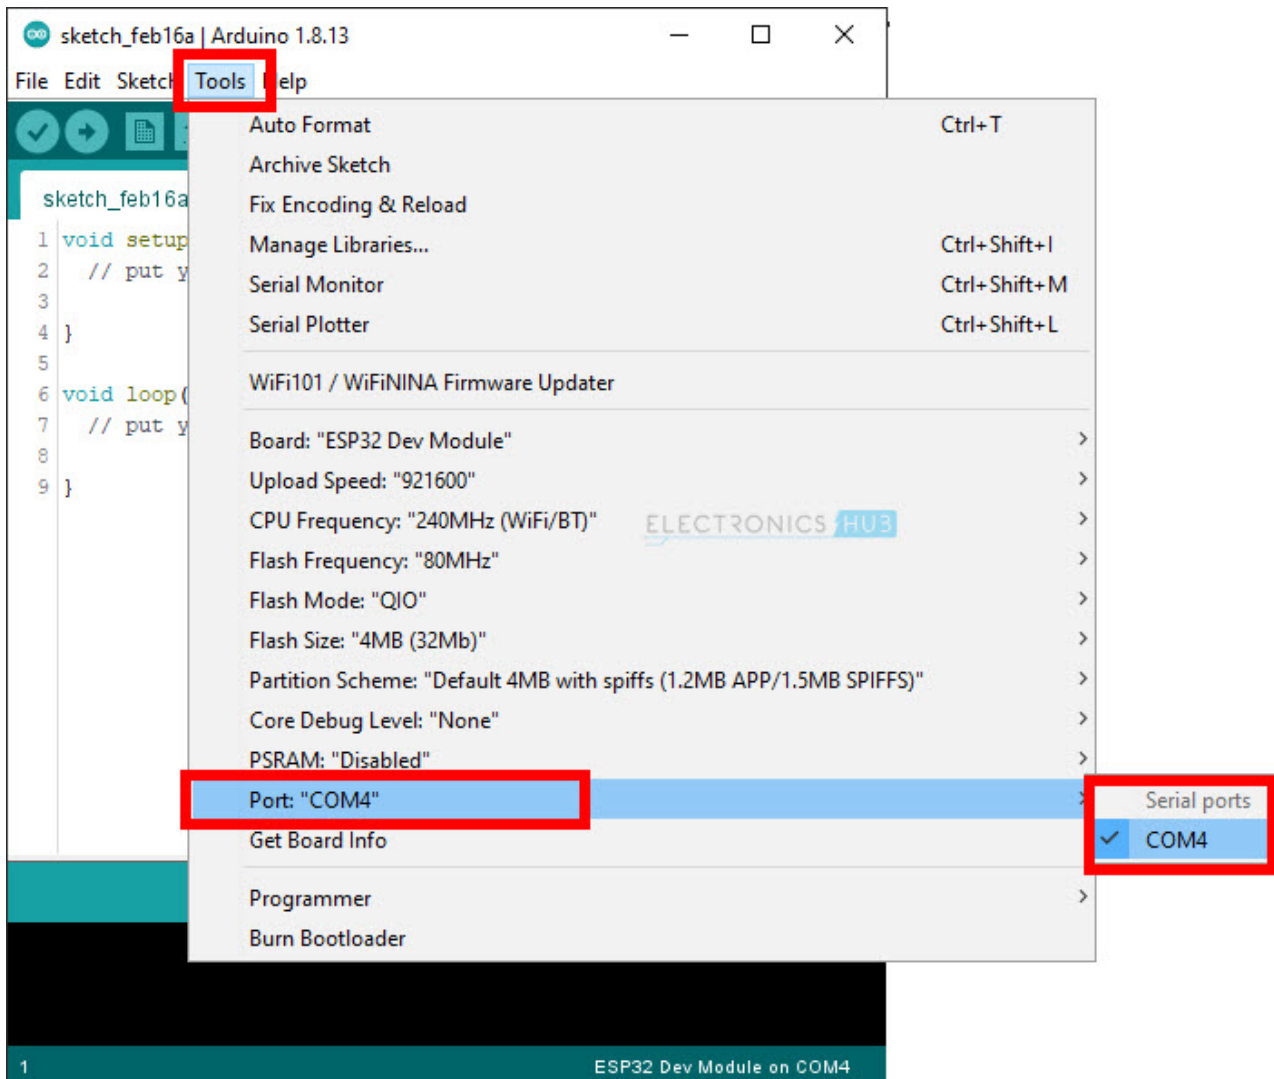 sketch_feb16a | Arduino 1.8.13
File Edit Sketch Tools Help
sketch_feb16a
1 void setup
2 // put y
3
4 }
5
6 void loop(
7 // put y
8
9 }
Auto Format Ctrl+T
Archive Sketch
Fix Encoding & Reload
Manage Libraries... Ctrl+Shift+I
Serial Monitor Ctrl+Shift+M
Serial Plotter Ctrl+Shift+L
WiFi101 / WiFiNINA Firmware Updater
Board: "ESP32 Dev Module"
Upload Speed: "921600"
CPU Frequency: "240MHz (WiFi/BT)"
ELECTRONICS HUB
Flash Frequency: "80MHz"
Flash Mode: "QIO"
Flash Size: "4MB (32Mb)"
Partition Scheme: "Default 4MB with spiffs (1.2MB APP/1.5MB SPIFFS)"
Core Debug Level: "None"
PSRAM: "Disabled"
Port: "COM4"
Serial ports
COM4
Get Board Info
Programmer
Burn Bootloader
1 ESP32 Dev Module on COM4